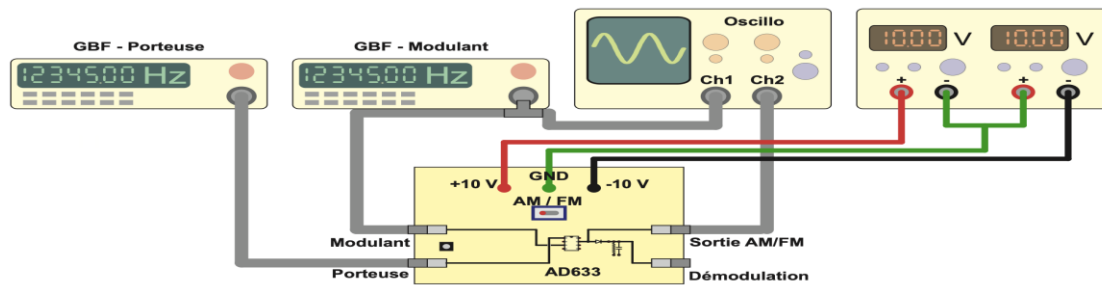 GBF - Porteuse
12345.00 Hz
GBF - Modulant
12345.00 Hz
Oscillo
Ch1 Ch2
10.00 V 10.00 V
+ - + -
+10 V GND -10 V
AM / FM
Modulant
Sortie AM/FM
Porteuse
AD633
Démodulation